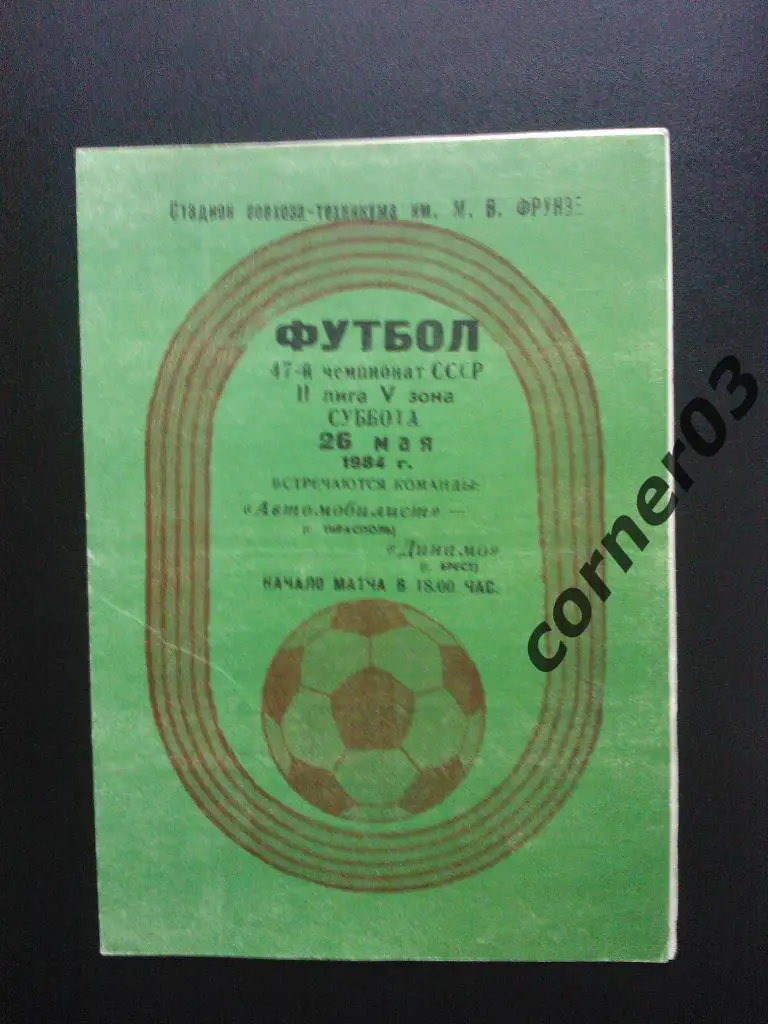 Стадион совхоза-техникума им. М. В. ФРУНЗЕ
ФУТБОЛ
47-й чемпионат СССР
II лига V зона
СУББОТА
26 мая
1984 г.
ВСТРЕЧАЮТСЯ КОМАНДЫ:
«Автомобилист» —
(г. ТИРАСПОЛЬ)
«Динамо»
(г. БРЕСТ)
НАЧАЛО МАТЧА В 18.00 ЧАС.
corner03